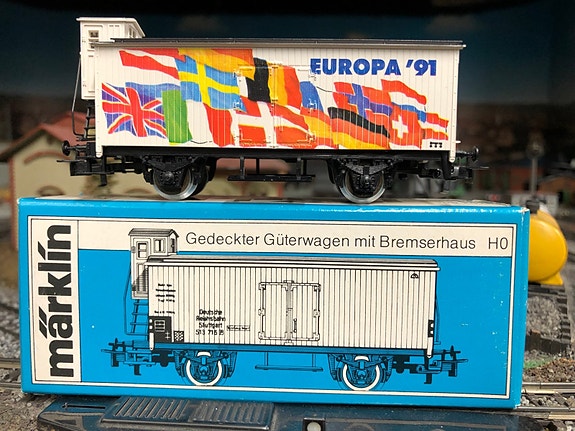 EUROPA '91
märklin
Gedeckter Güterwagen mit Bremserhaus H0
Deutsche
Reichsbahn
Stuttgart